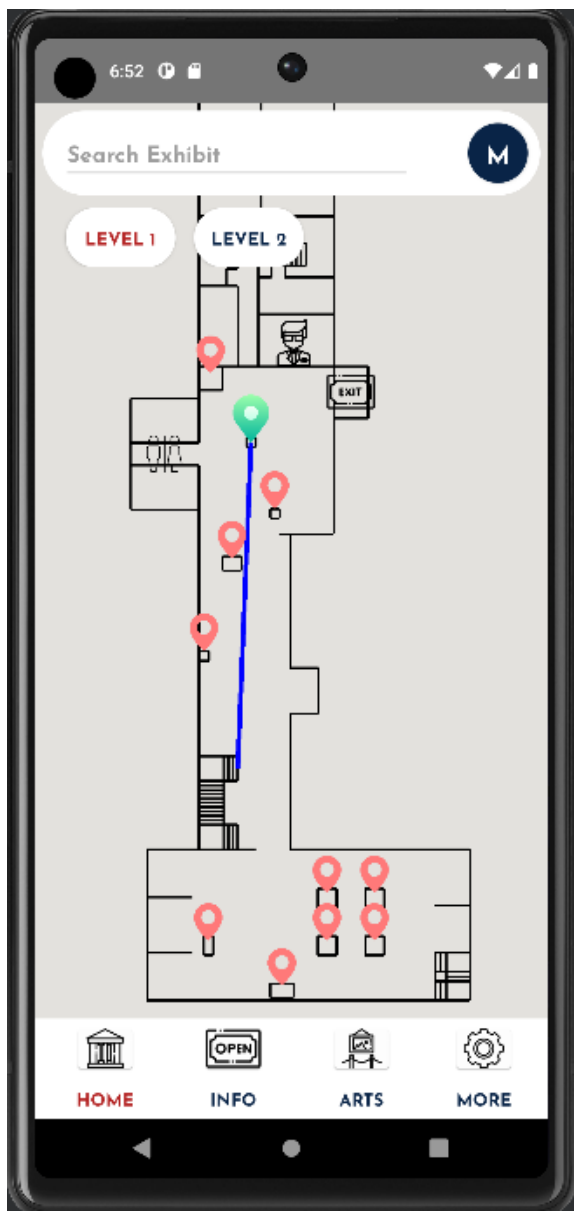 6:52
Search Exhibit
M
LEVEL 1
LEVEL 2
EXIT
OPEN
HOME
INFO
ARTS
MORE